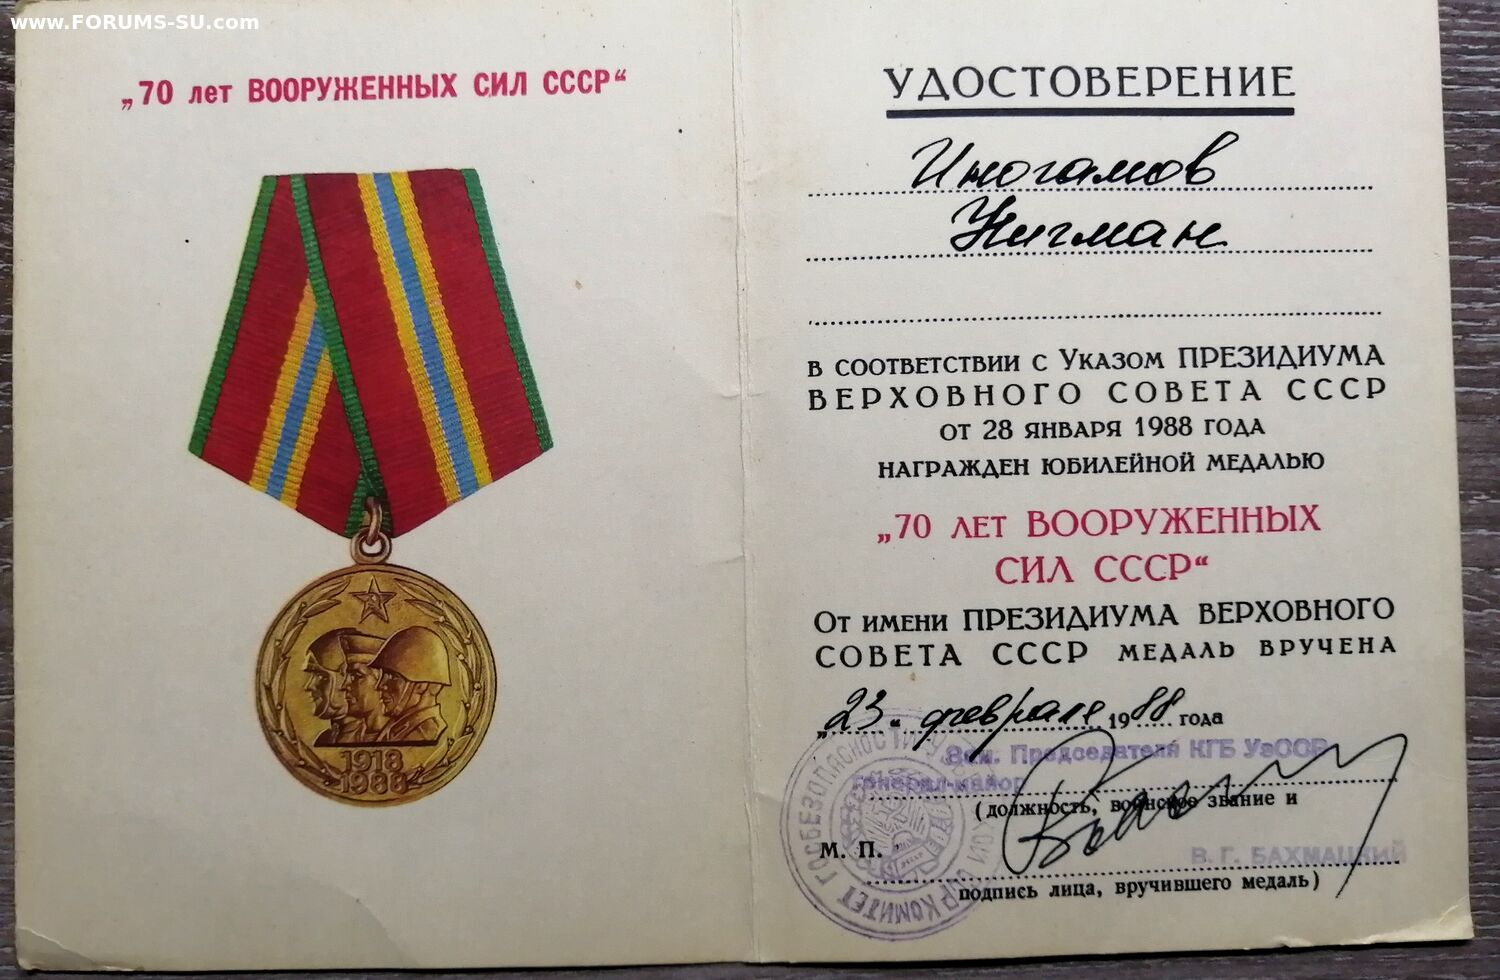 www.FORUMS-SU.com
„70 лет ВООРУЖЕННЫХ СИЛ СССР“
1918
1988
УДОСТОВЕРЕНИЕ
Иногамов
Нигман
в соответствии с Указом ПРЕЗИДИУМА
ВЕРХОВНОГО СОВЕТА СССР
от 28 января 1988 года
награжден юбилейной медалью
„70 лет ВООРУЖЕННЫХ
СИЛ СССР“
От имени ПРЕЗИДИУМА ВЕРХОВНОГО
СОВЕТА СССР медаль вручена
„23“ февраля 1988 года
Зам. Председателя КГБ УзССР
генерал-майор
(должность, воинское звание и
М. П.
В. Г. БАХМАЦКИЙ
подпись лица, вручившего медаль)
КОМИТЕТ ГОСБЕЗОПАСНОСТИ